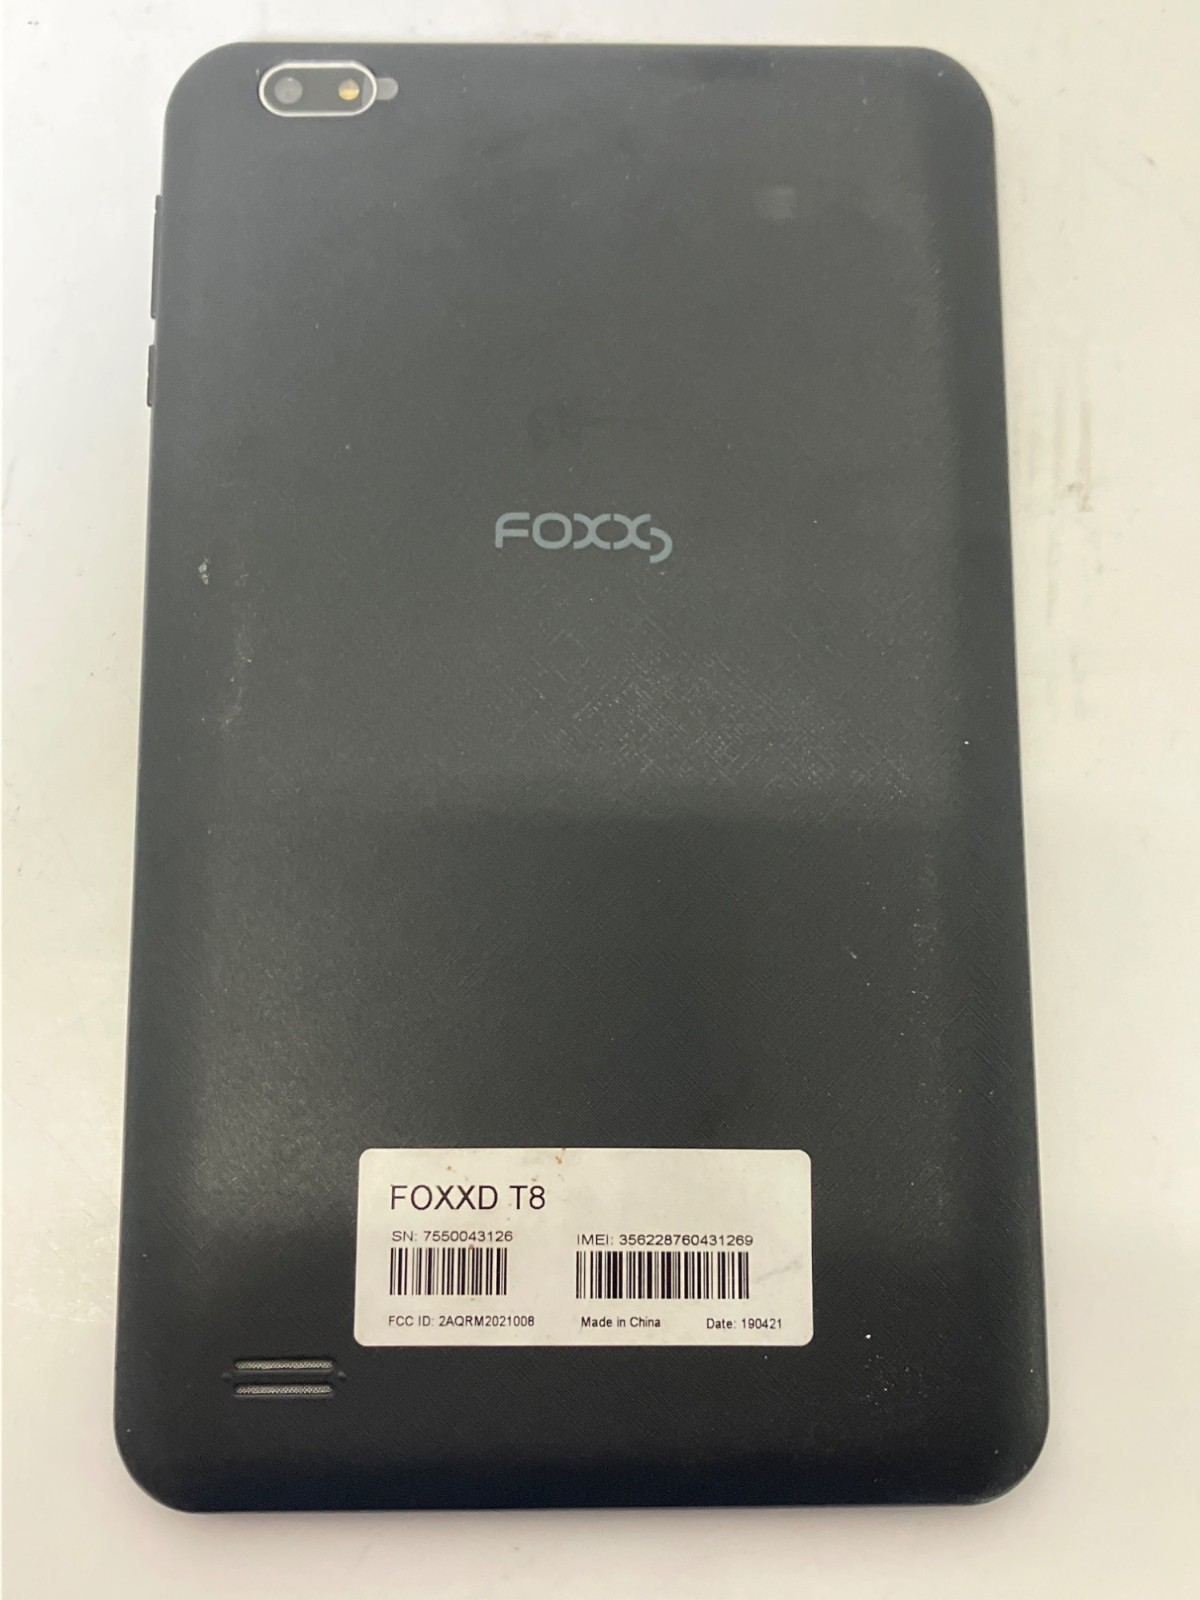 FOXXD
FOXXD T8
SN: 7550043126
IMEI: 356228760431269
FCC ID: 2AQRM2021008
Made in China
Date: 190421